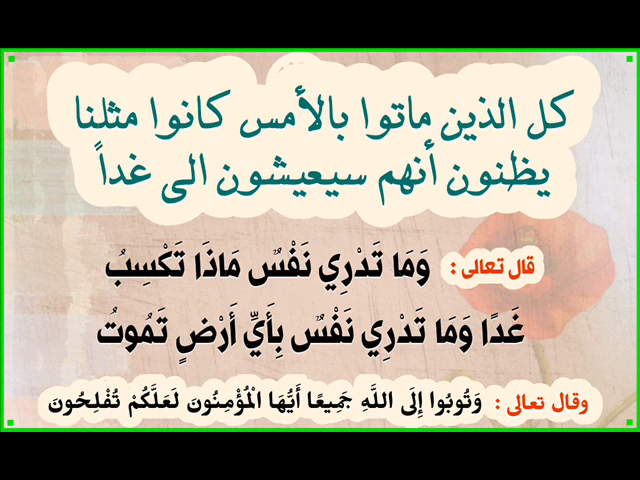 كل الذين ماتوا بالأمس كانوا مثلنا
يظنون أنهم سيعيشون الى غداً
قال تعالى : وَمَا تَدْرِي نَفْسٌ مَاذَا تَكْسِبُ
غَدًا وَمَا تَدْرِي نَفْسٌ بِأَيِّ أَرْضٍ تَمُوتُ
وقال تعالى : وَتُوبُوا إِلَى اللَّهِ جَمِيعًا أَيُّهَا الْمُؤْمِنُونَ لَعَلَّكُمْ تُفْلِحُونَ